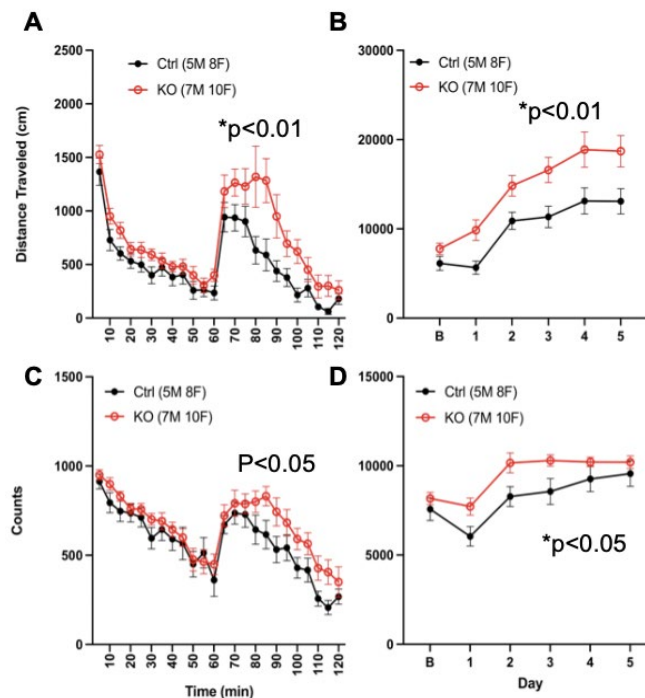 A
Distance Traveled (cm)
2500
2000
1500
1000
500
0
Ctrl (5M 8F)
KO (7M 10F)
*p<0.01
10 20 30 40 50 60 70 80 90 100 110 120
B
30000
20000
10000
0
Ctrl (5M 8F)
KO (7M 10F)
*p<0.01
B 1 2 3 4 5
C
Counts
1500
1000
500
0
Ctrl (5M 8F)
KO (7M 10F)
P<0.05
10 20 30 40 50 60 70 80 90 100 110 120
Time (min)
D
15000
10000
5000
0
Ctrl (5M 8F)
KO (7M 10F)
*p<0.05
B 1 2 3 4 5
Day